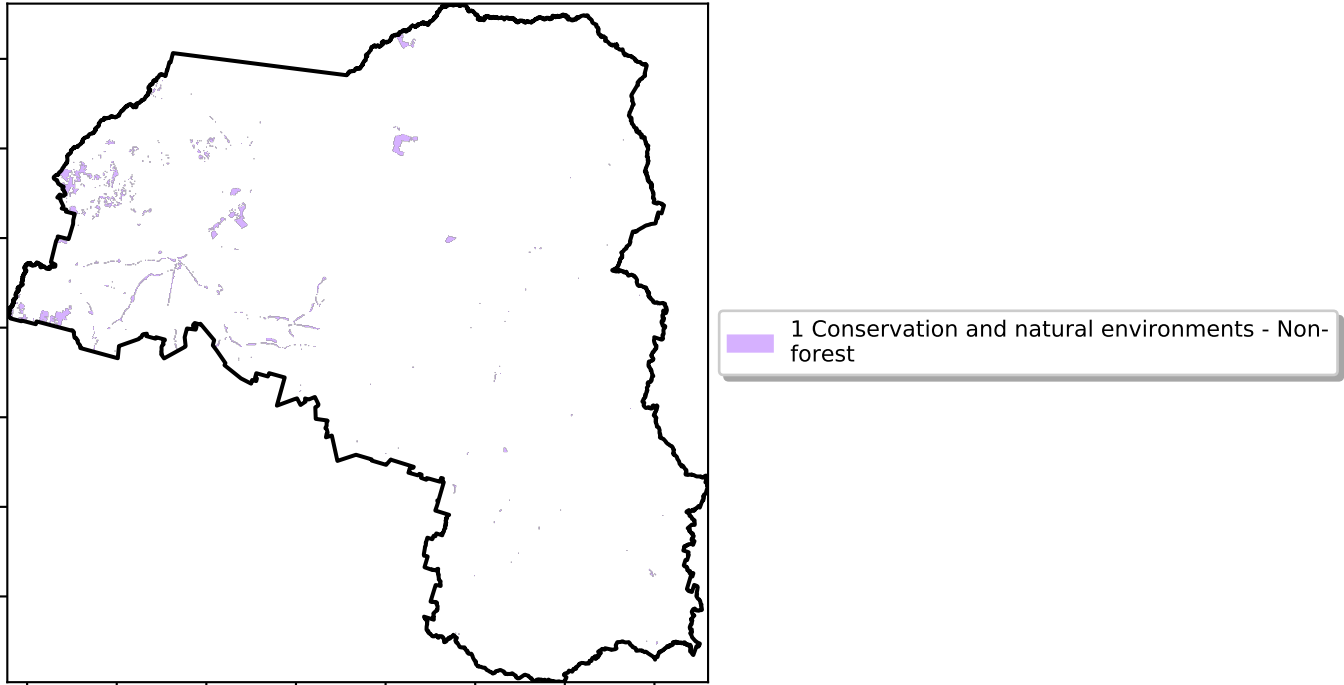 1 Conservation and natural environments - Non-
forest